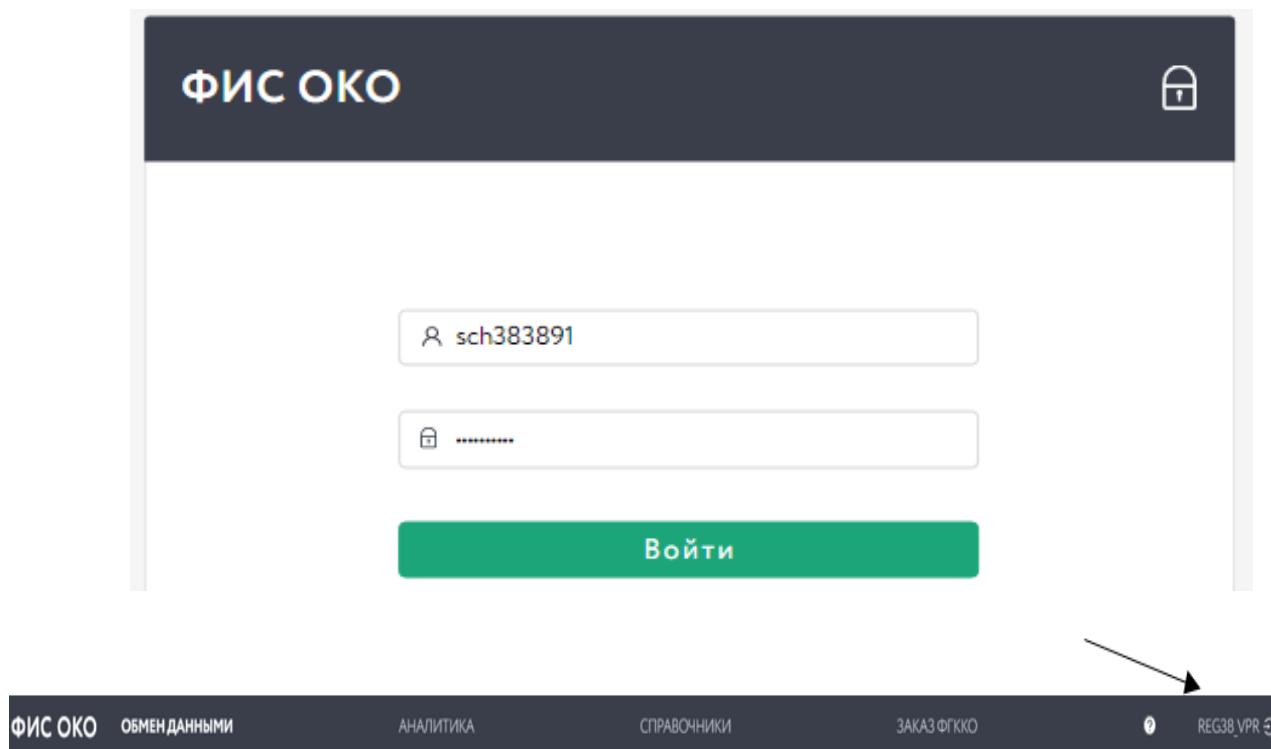 ФИС ОКО
sch383891
Войти
ФИС ОКО ОБМЕН ДАННЫМИ АНАЛИТИКА СПРАВОЧНИКИ ЗАКАЗ ФГККО ? REG38_VPR